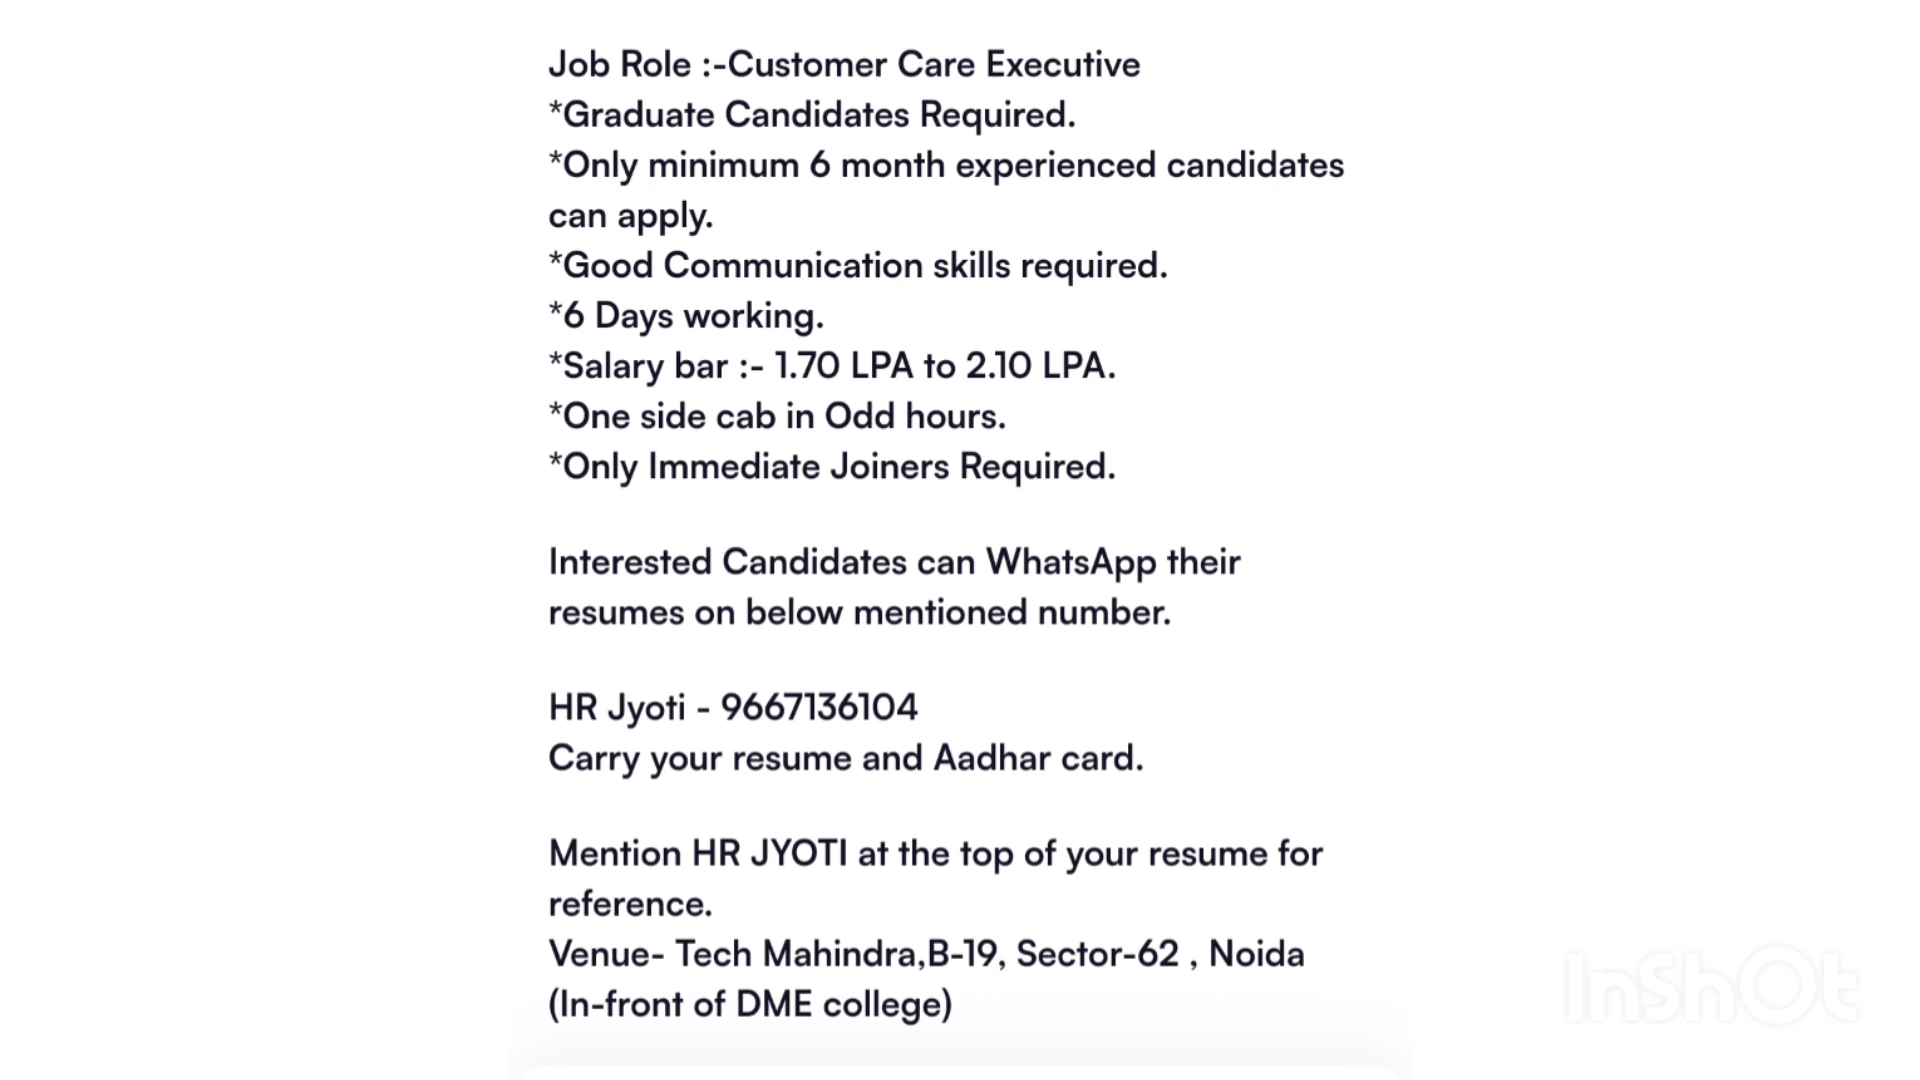 Job Role :-Customer Care Executive
*Graduate Candidates Required.
*Only minimum 6 month experienced candidates
can apply.
*Good Communication skills required.
*6 Days working.
*Salary bar :- 1.70 LPA to 2.10 LPA.
*One side cab in Odd hours.
*Only Immediate Joiners Required.
Interested Candidates can WhatsApp their
resumes on below mentioned number.
HR Jyoti - 9667136104
Carry your resume and Aadhar card.
Mention HR JYOTI at the top of your resume for
reference.
Venue- Tech Mahindra,B-19, Sector-62 , Noida
(In-front of DME college)
InShOt